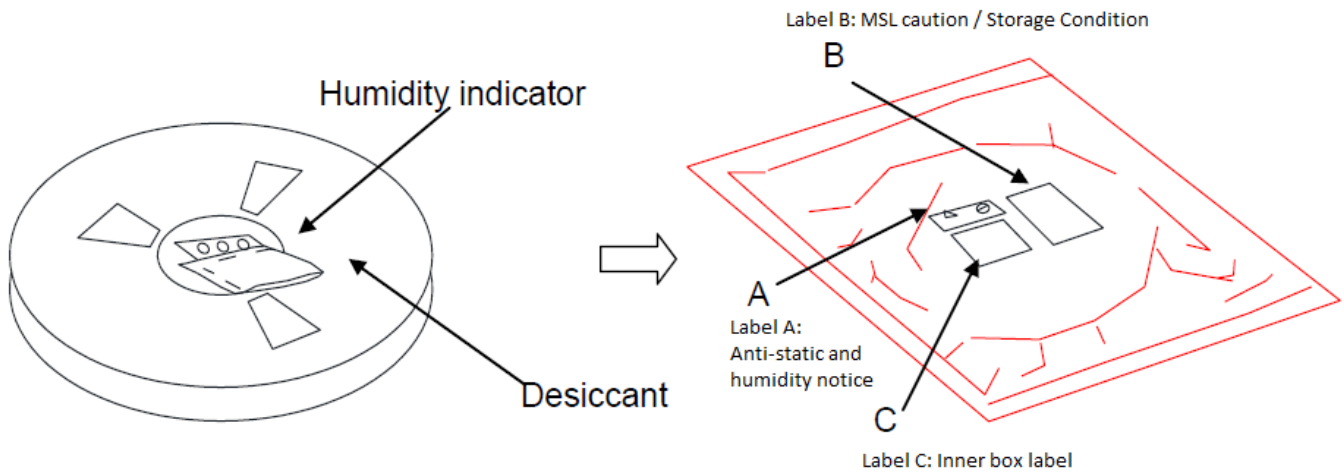 Label B: MSL caution / Storage Condition
B
Humidity indicator
A
Label A:
Anti-static and
humidity notice
Desiccant
C
Label C: Inner box label